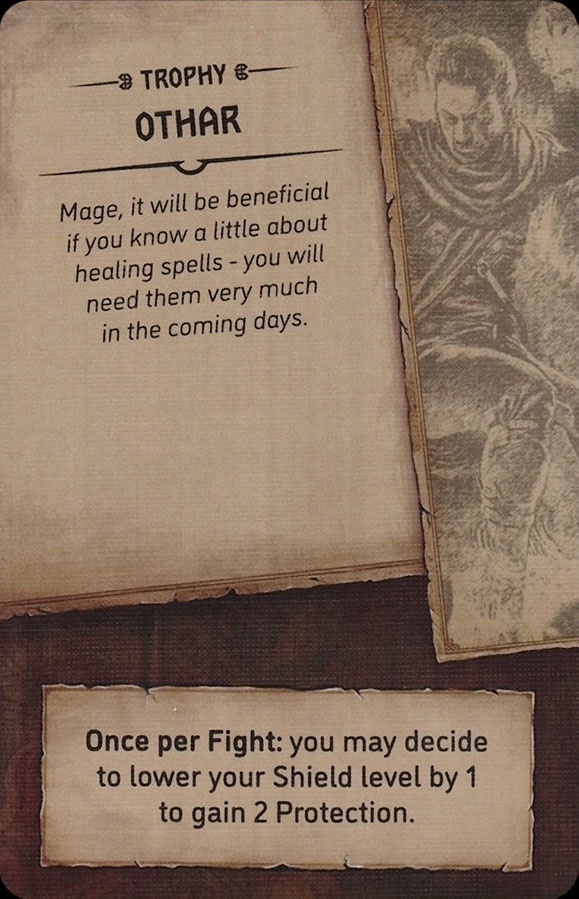 TROPHY
OTHAR
Mage, it will be beneficial
if you know a little about
healing spells - you will
need them very much
in the coming days.
Once per Fight: you may decide
to lower your Shield level by 1
to gain 2 Protection.